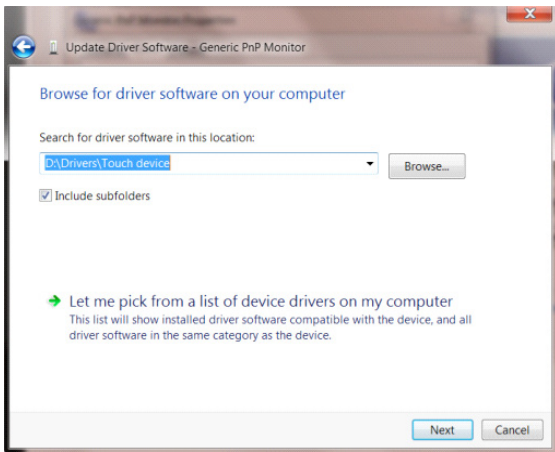 Update Driver Software - Generic PnP Monitor
Browse for driver software on your computer
Search for driver software in this location:
D:\Drivers\Touch device
Browse...
Include subfolders
Let me pick from a list of device drivers on my computer
This list will show installed driver software compatible with the device, and all
driver software in the same category as the device.
Next
Cancel